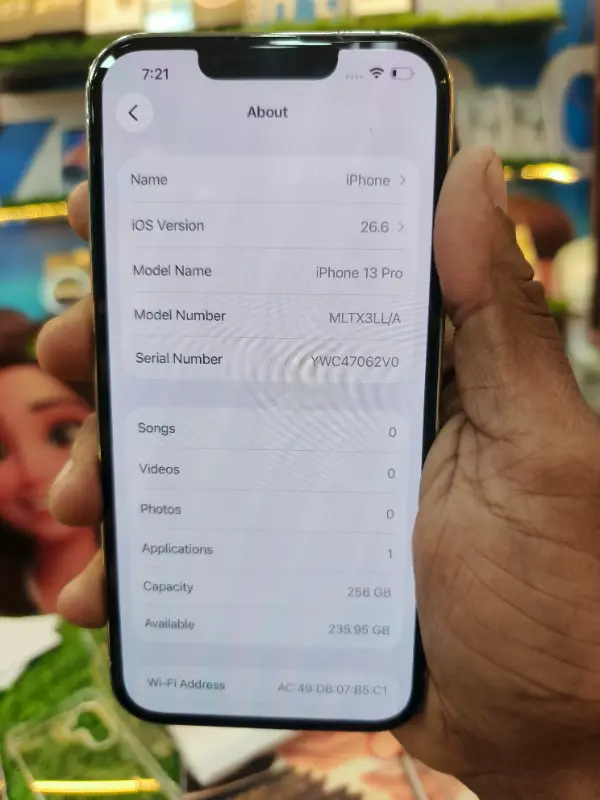 7:21
About
Name iPhone
iOS Version 26.6
Model Name iPhone 13 Pro
Model Number MLTX3LL/A
Serial Number YWC47062V0
Songs 0
Videos 0
Photos 0
Applications 1
Capacity 256 GB
Available 235.95 GB
Wi-Fi Address AC:49:DB:07:B5:C1